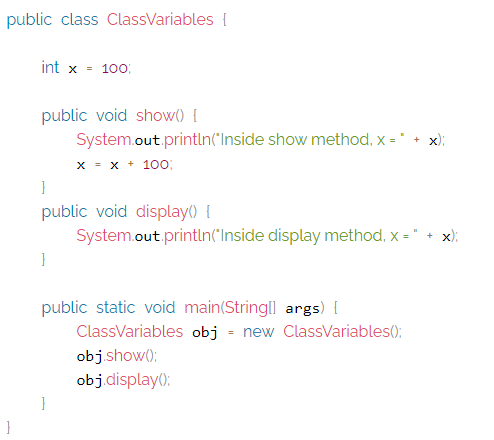 public class ClassVariables {
int x = 100;
public void show() {
System.out.println("Inside show method, x = " + x);
x = x + 100;
}
public void display() {
System.out.println("Inside display method, x = " + x);
}
public static void main(String[] args) {
ClassVariables obj = new ClassVariables();
obj.show();
obj.display();
}
}